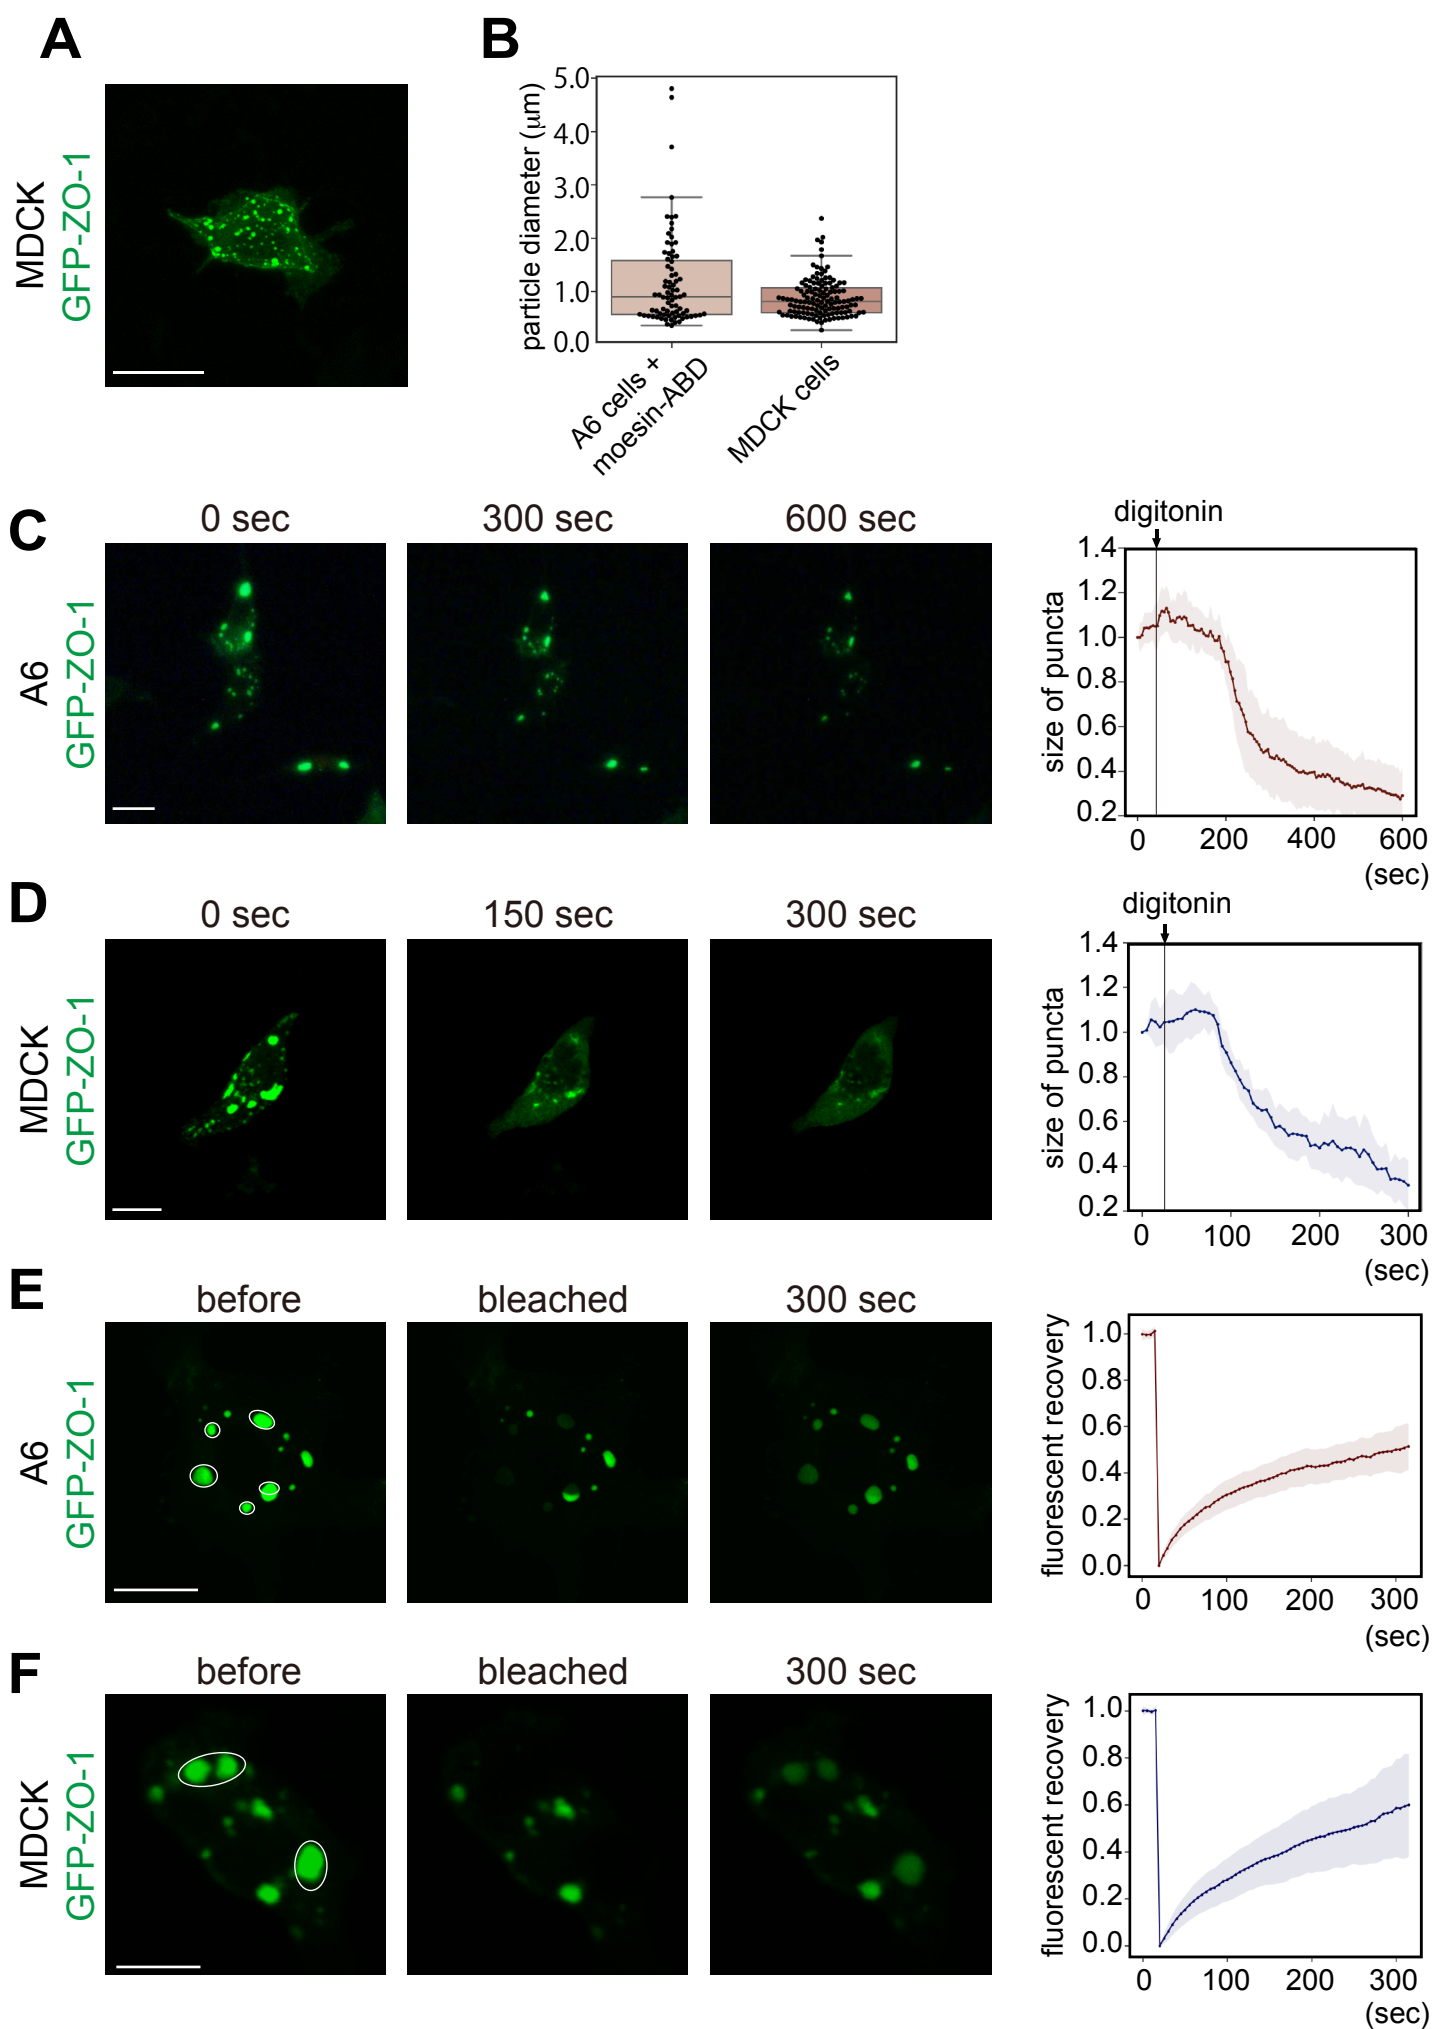 A
MDCK
GFP-ZO-1
B
particle diameter (μm)
5.0
4.0
3.0
2.0
1.0
0.0
A6 cells +
moesin-ABD
MDCK cells
C
A6
GFP-ZO-1
0 sec
300 sec
600 sec
digitonin
size of puncta
1.4
1.2
1.0
0.8
0.6
0.4
0.2
0
200
400
600
(sec)
D
MDCK
GFP-ZO-1
0 sec
150 sec
300 sec
digitonin
size of puncta
1.4
1.2
1.0
0.8
0.6
0.4
0.2
0
100
200
300
(sec)
E
A6
GFP-ZO-1
before
bleached
300 sec
fluorescent recovery
1.0
0.8
0.6
0.4
0.2
0.0
0
100
200
300
(sec)
F
MDCK
GFP-ZO-1
before
bleached
300 sec
fluorescent recovery
1.0
0.8
0.6
0.4
0.2
0.0
0
100
200
300
(sec)